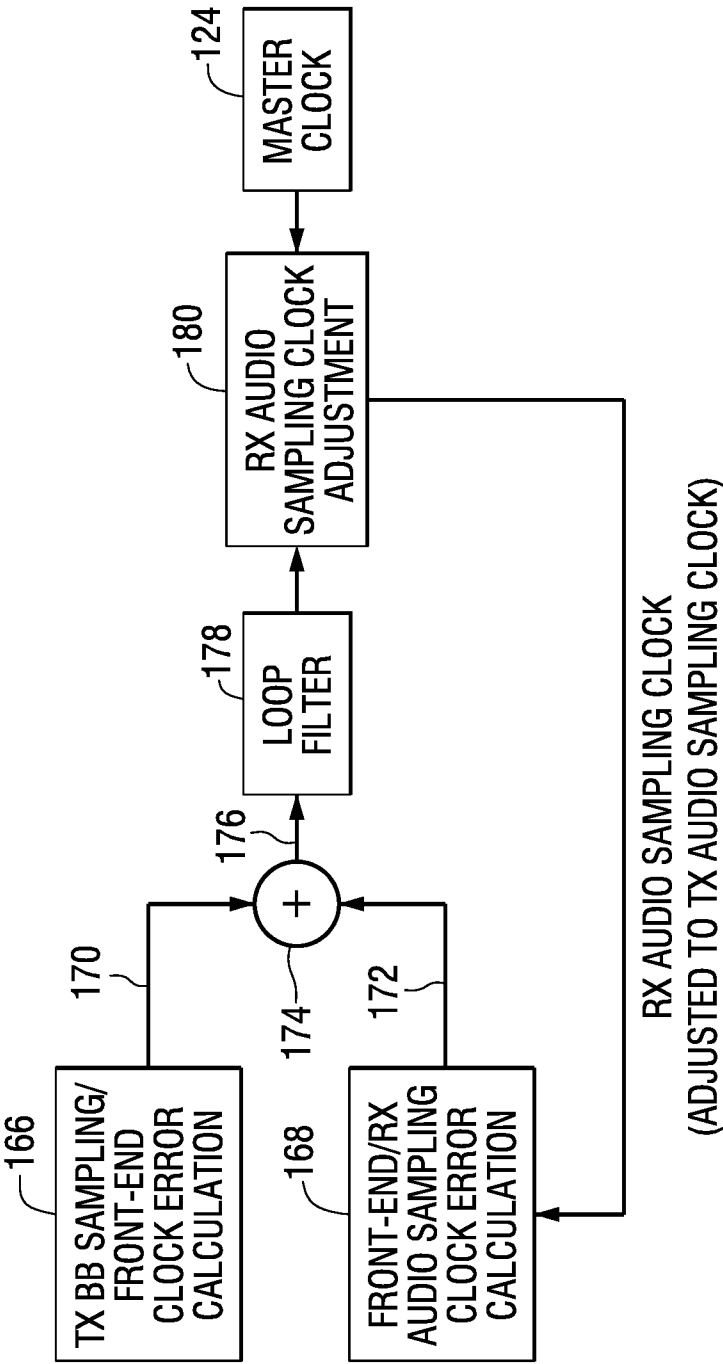 166
TX BB SAMPLING/
FRONT-END
CLOCK ERROR
CALCULATION
170
168
FRONT-END/RX
AUDIO SAMPLING
CLOCK ERROR
CALCULATION
172
174
+
176
178
LOOP
FILTER
180
RX AUDIO
SAMPLING CLOCK
ADJUSTMENT
124
MASTER
CLOCK
RX AUDIO SAMPLING CLOCK
(ADJUSTED TO TX AUDIO SAMPLING CLOCK)